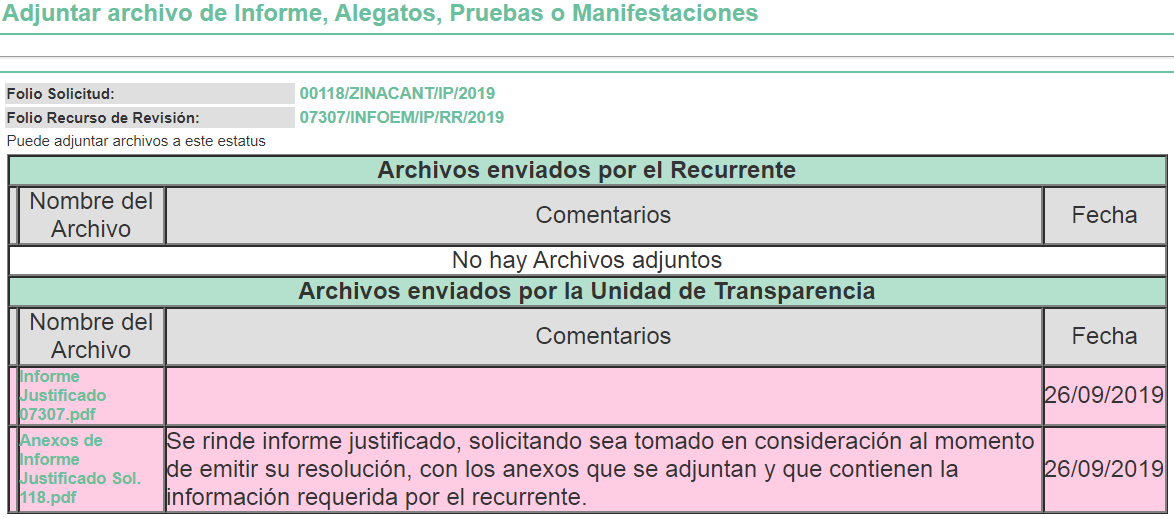 Adjuntar archivo de Informe, Alegatos, Pruebas o Manifestaciones
Folio Solicitud: 00118/ZINACANT/IP/2019
Folio Recurso de Revisión: 07307/INFOEM/IP/RR/2019
Puede adjuntar archivos a este estatus
Archivos enviados por el Recurrente
Nombre del
Archivo
Comentarios
Fecha
No hay Archivos adjuntos
Archivos enviados por la Unidad de Transparencia
Nombre del
Archivo
Comentarios
Fecha
Informe
Justificado
07307.pdf
26/09/2019
Anexos de
Informe
Justificado Sol.
118.pdf
Se rinde informe justificado, solicitando sea tomado en consideración al momento
de emitir su resolución, con los anexos que se adjuntan y que contienen la
información requerida por el recurrente.
26/09/2019